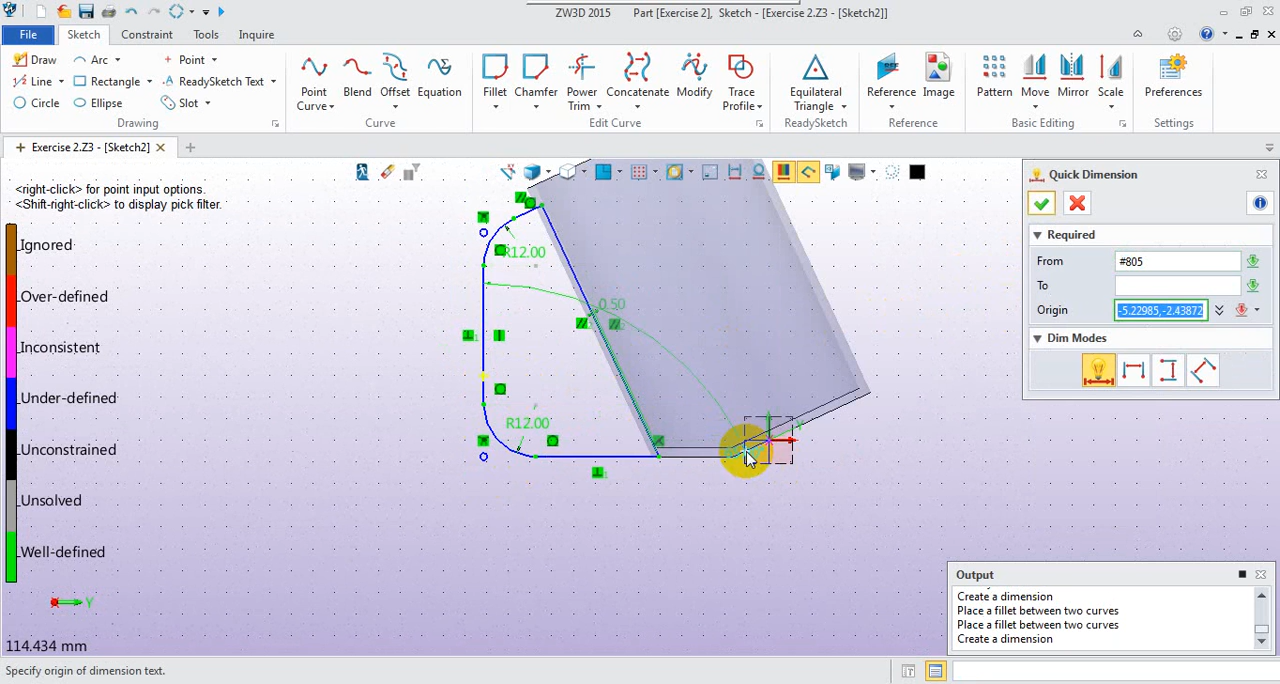 ZW3D 2015 Part [Exercise 2], Sketch - [Exercise 2.Z3 - [Sketch2]]
File Sketch Constraint Tools Inquire
Draw Arc Point
Line Rectangle ReadySketch Text
Circle Ellipse Slot
Drawing
Point Curve
Blend
Offset
Equation
Curve
Fillet
Chamfer
Power Trim
Concatenate
Modify
Trace Profile
Edit Curve
Equilateral Triangle
ReadySketch
Reference
Image
Reference
Pattern
Move
Mirror
Scale
Basic Editing
Preferences
Settings
Exercise 2.Z3 - [Sketch2]
<right-click> for point input options.
<Shift-right-click> to display pick filter.
Ignored
Over-defined
Inconsistent
Under-defined
Unconstrained
Unsolved
Well-defined
R12.00
0.50
R12.00
Y
Y
114.434 mm
Quick Dimension
Required
From #805
To
Origin -5.22985,-2.43872
Dim Modes
Output
Create a dimension
Place a fillet between two curves
Place a fillet between two curves
Create a dimension
Specify origin of dimension text.